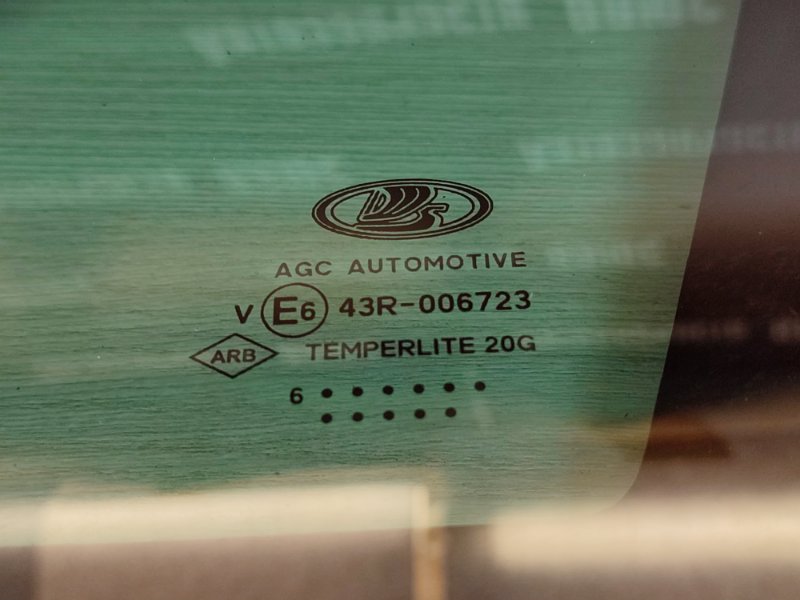 AGC AUTOMOTIVE
V E6 43R-006723
ARB TEMPERLITE 20G
6